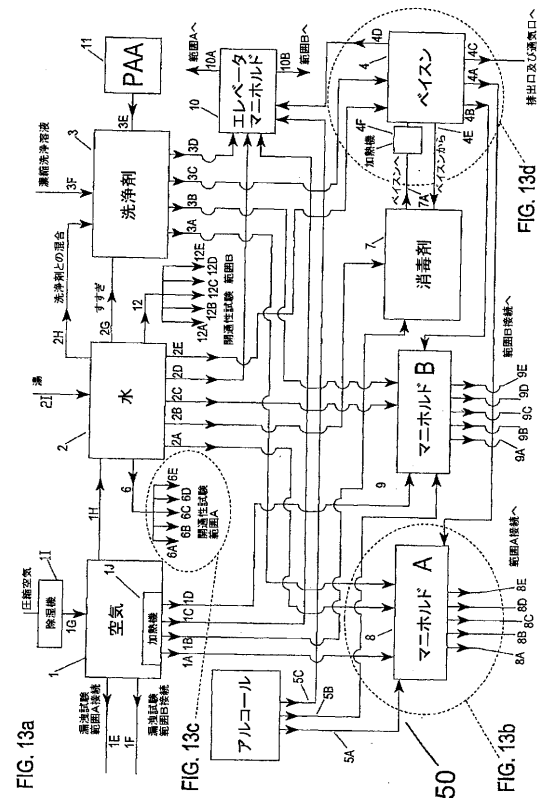 FIG. 13a
圧縮空気
除湿機
1I
1G
1
空気
加熱機
1J
漏洩試験
範囲A接続
1E
漏洩試験
範囲B接続
1F
1A
1B
1C
1D
1H
2I
湯
2
水
2H
洗浄剤との混合
2G
すすぎ
6
6A
6B
6C
6D
6E
開通性試験
範囲A
FIG. 13c
12
12A
12B
12C
12D
12E
開通性試験 範囲B
2A
2B
2C
2D
2E
濃縮洗浄溶液
3F
3
洗浄剤
11
PAA
3E
3A
3B
3C
3D
範囲Aへ
10A
10
エレベータ
マニホルド
10B
範囲Bへ
アルコール
5A
5B
5C
50
8
マニホルド A
8A
8B
8C
8D
8E
範囲A接続へ
FIG. 13b
9
マニホルド B
9A
9B
9C
9D
9E
範囲B接続へ
7
消毒剤
7A
ベイスンへ
ベイスンから
加熱機
4F
4E
4
ベイスン
4D
4C
4A
4B
排出口及び通気口へ
FIG. 13d